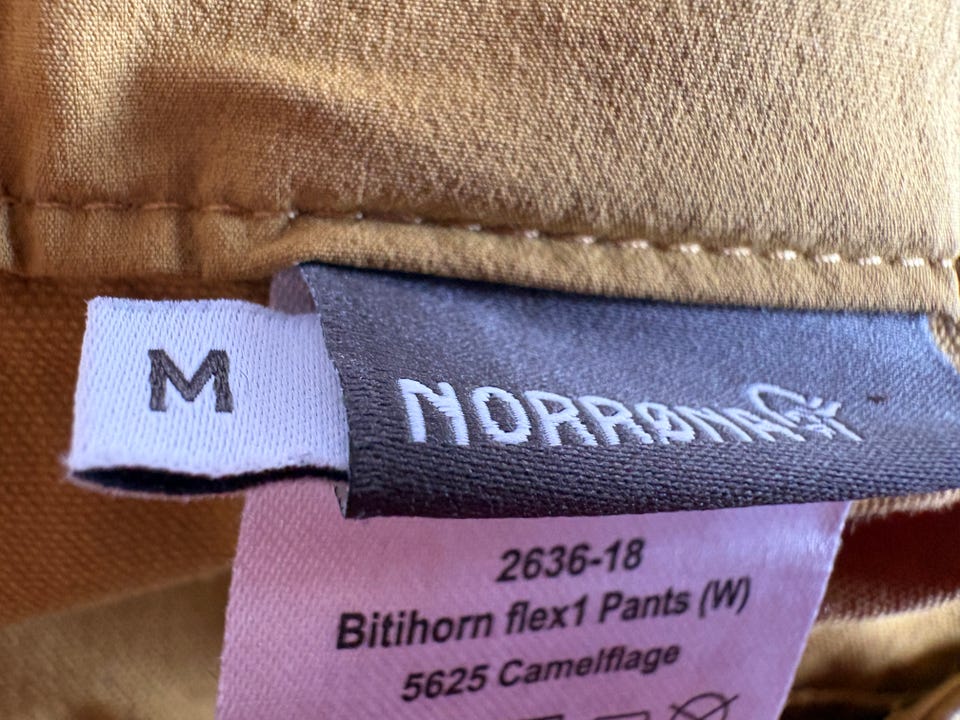 M
NORRØNA
2636-18
Bitihorn flex1 Pants (W)
5625 Camelflage